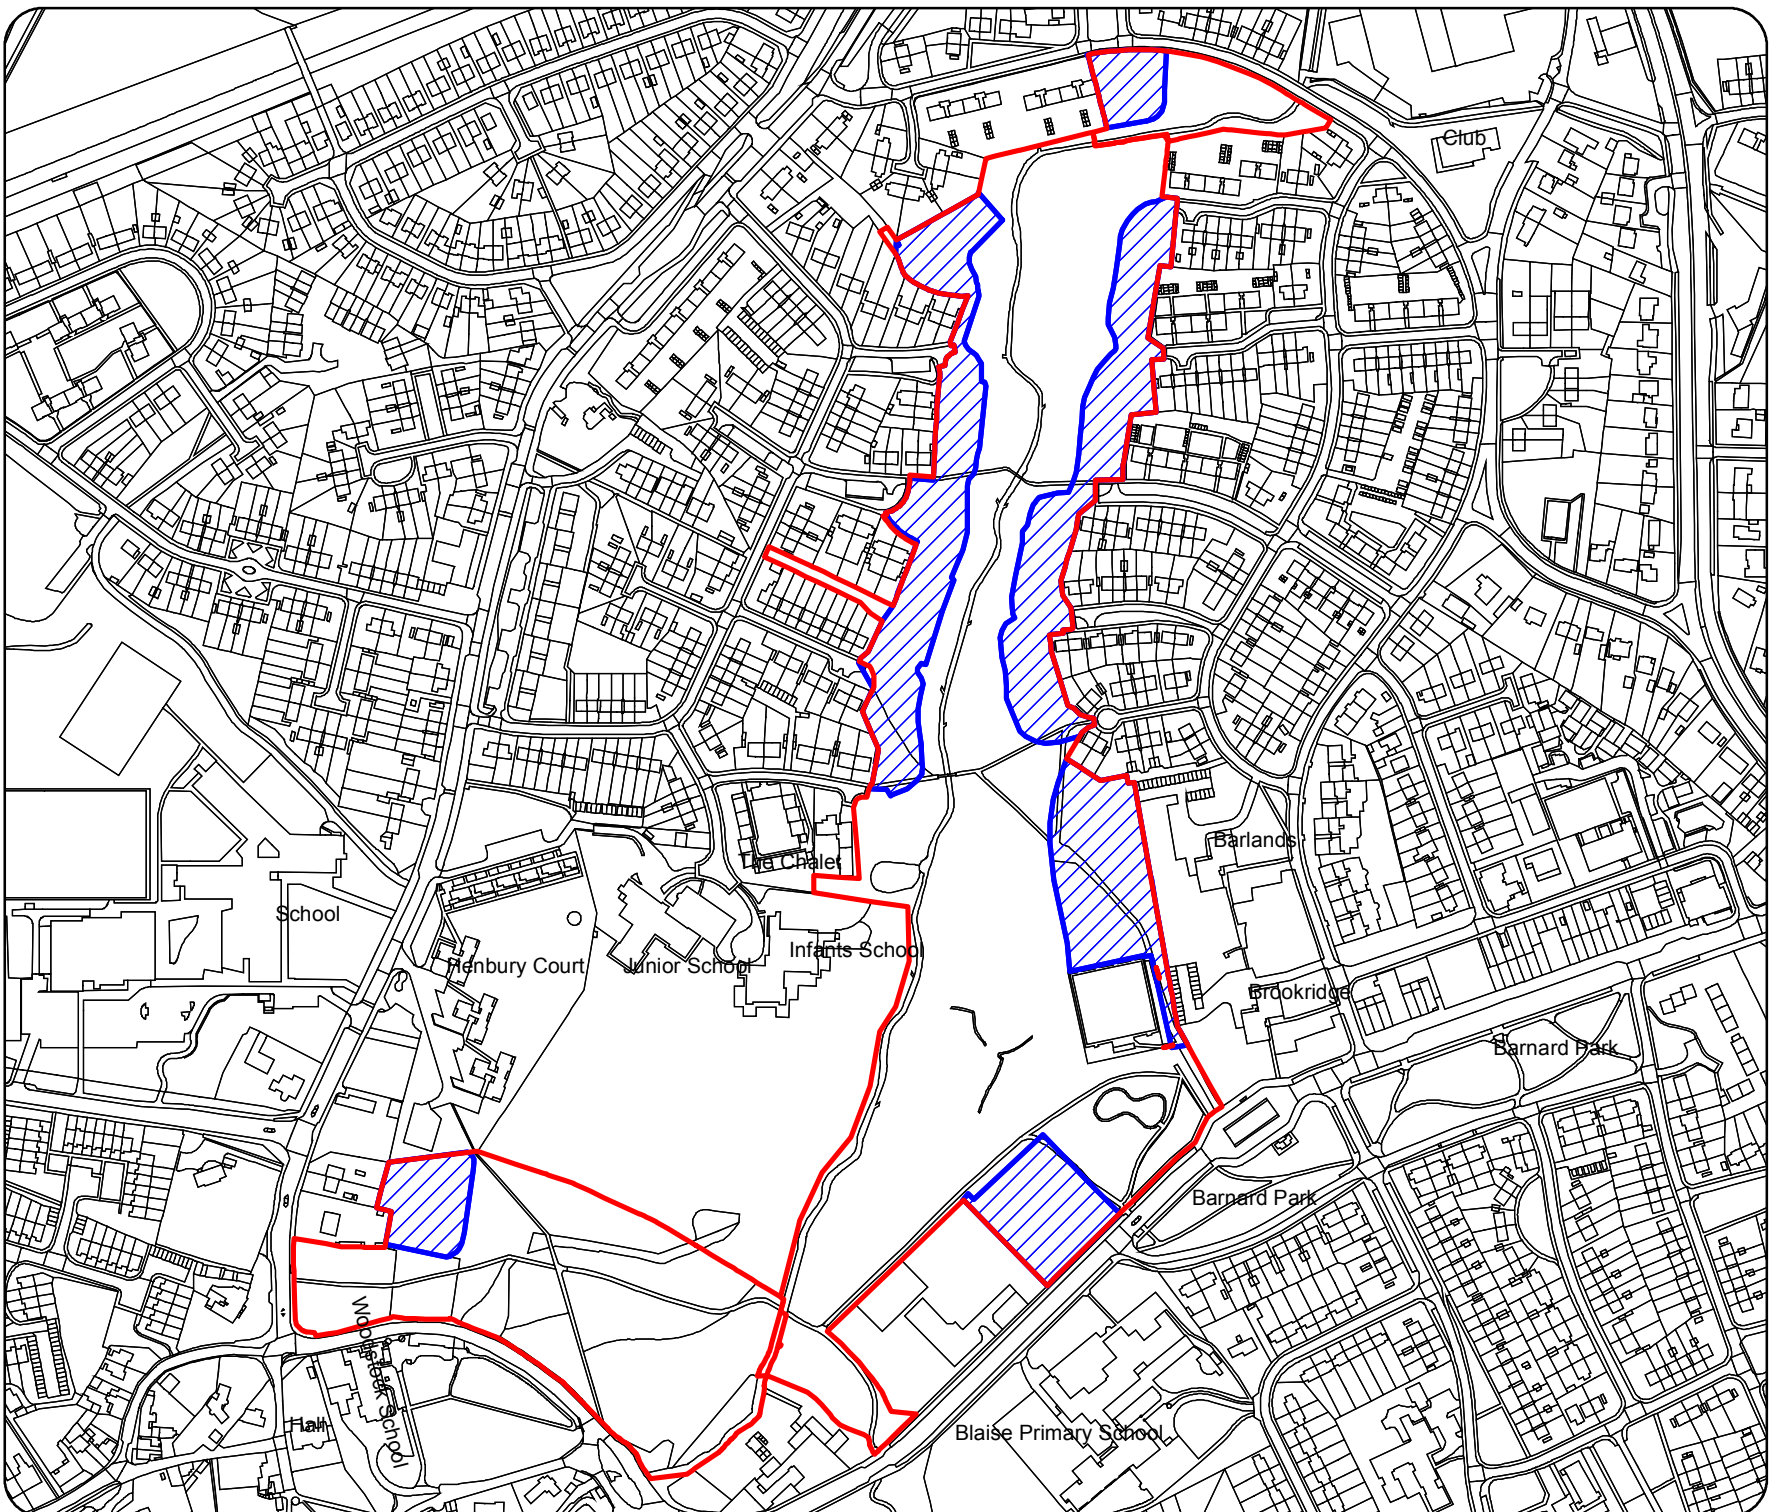 Club
Barlands
The Chalet
School
Infants School
Henbury Court
Junior School
Brookridge
Barnard Park
Barnard Park
Woodstock School
Hall
Blaise Primary School